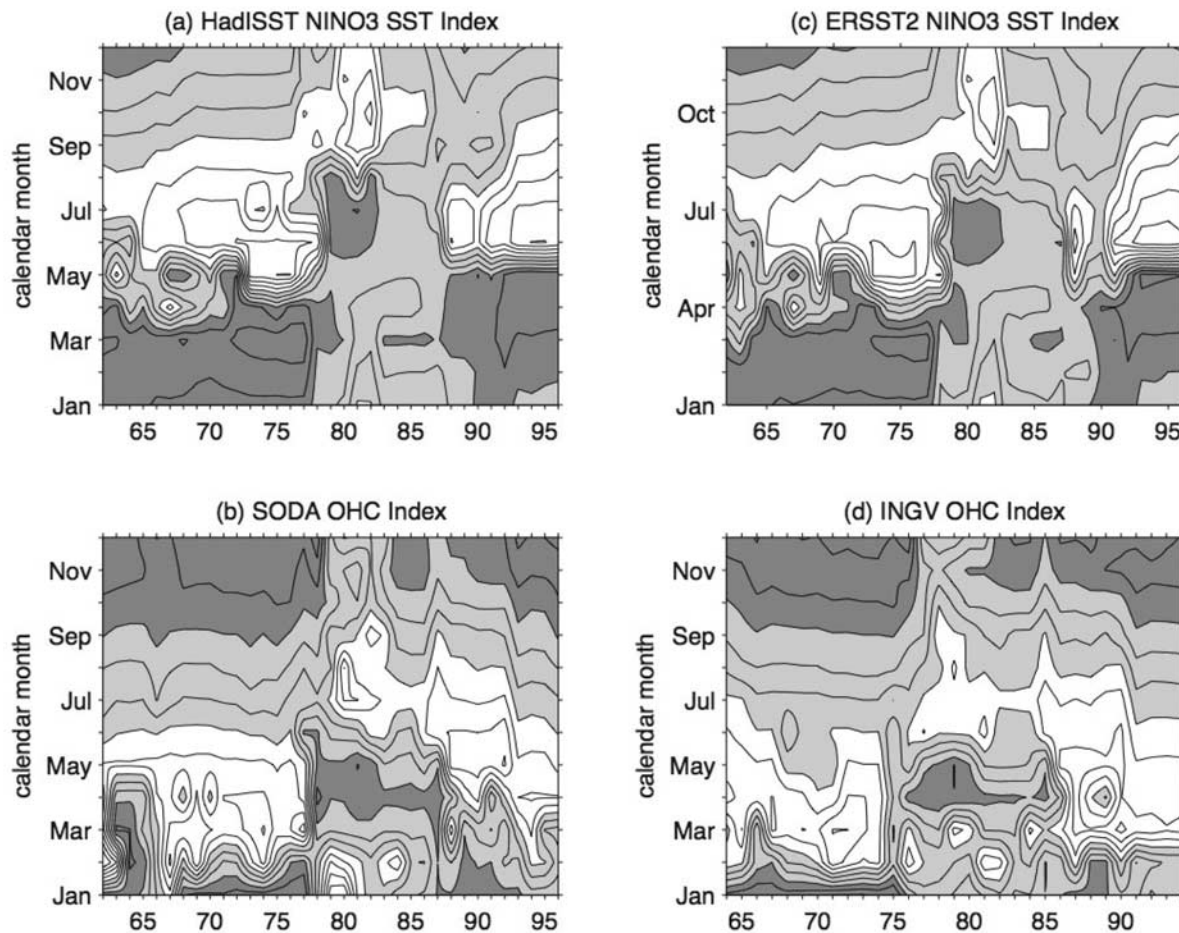 (a) HadISST NINO3 SST Index
calendar month
Nov
Sep
Jul
May
Mar
Jan
65 70 75 80 85 90 95
(c) ERSST2 NINO3 SST Index
calendar month
Oct
Jul
Apr
Jan
65 70 75 80 85 90 95
(b) SODA OHC Index
calendar month
Nov
Sep
Jul
May
Mar
Jan
65 70 75 80 85 90 95
(d) INGV OHC Index
calendar month
Nov
Sep
Jul
May
Mar
Jan
65 70 75 80 85 90